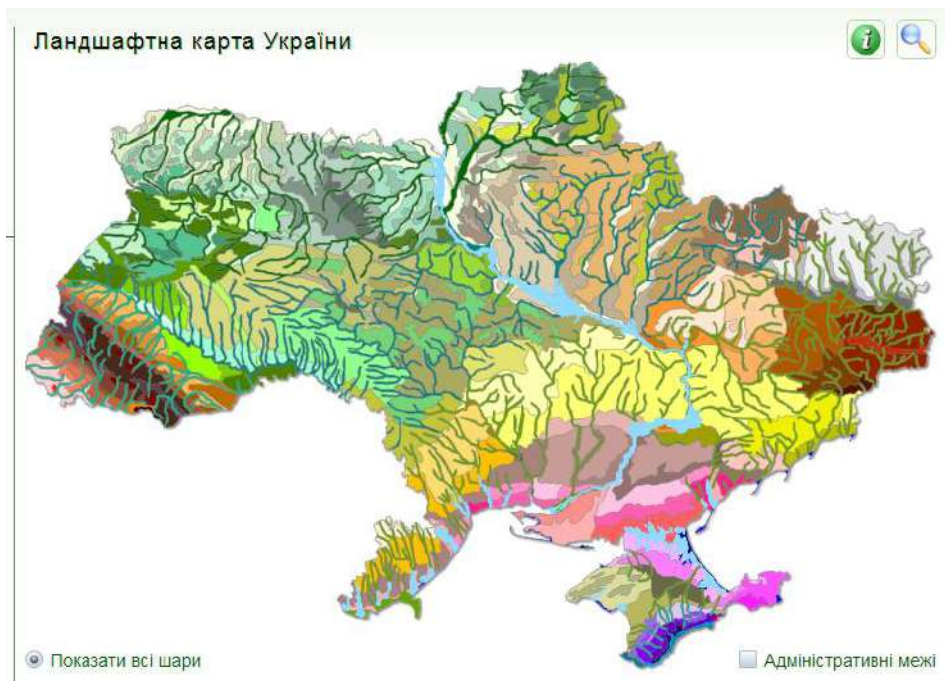 Ландшафтна карта України
Показати всі шари
Адміністративні межі